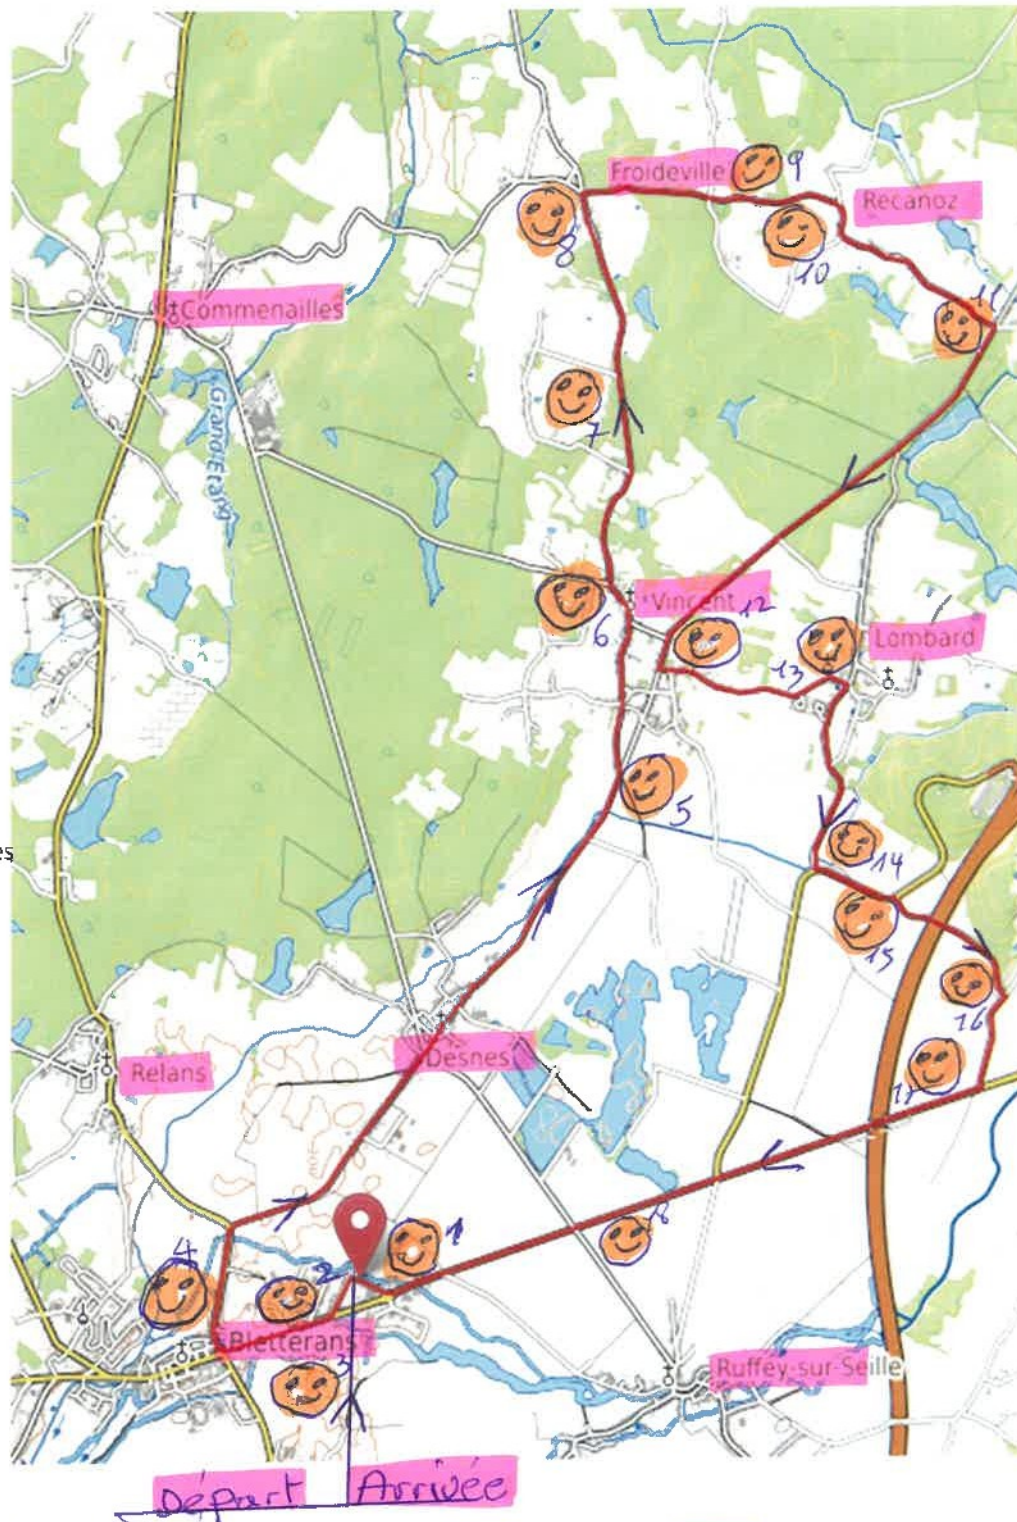 Froideville
9
Recanoz
8
10
11
Commenailles
Grand Etang
7
Vincent
12
6
13
Lombard
5
14
es
15
16
Desnes
Relans
17
4
2
1
18
Bletterans
3
Ruffey-sur-Seille
Départ Arrivée